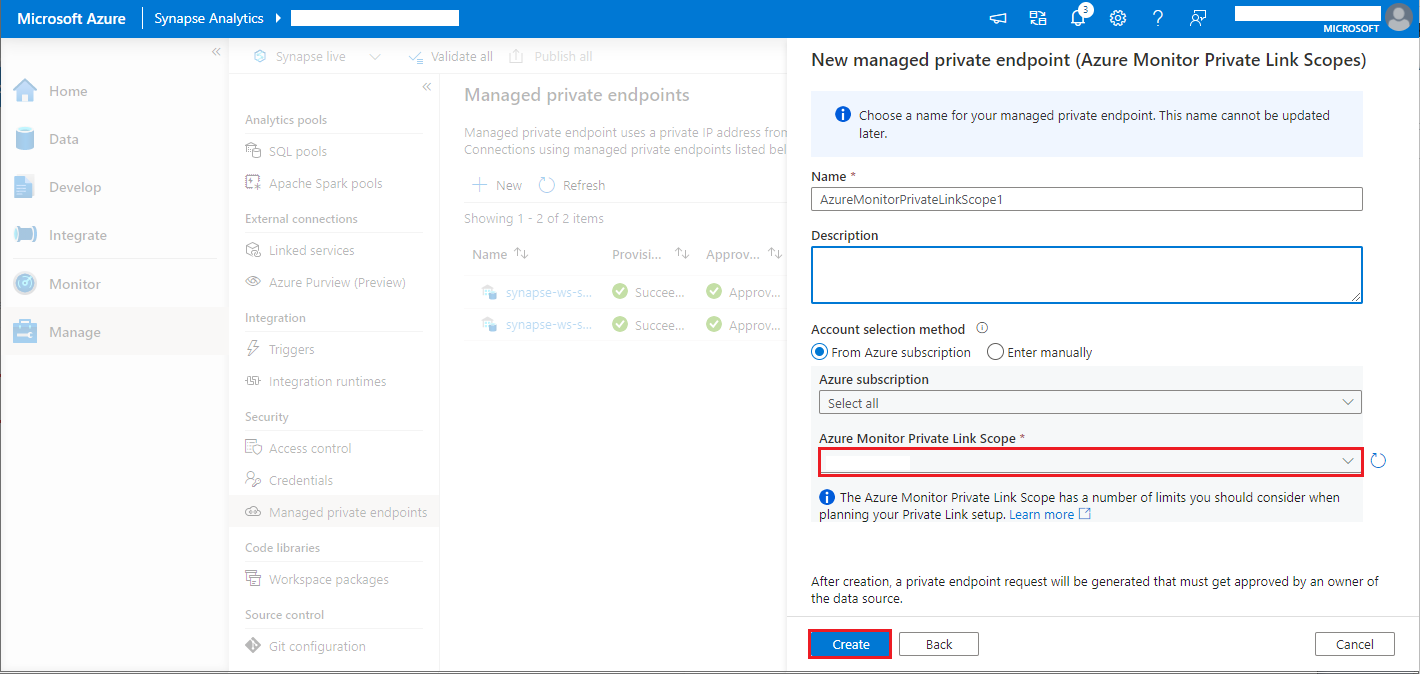 Microsoft Azure
Synapse Analytics
3
MICROSOFT
Home
Data
Develop
Integrate
Monitor
Manage
Synapse live
Validate all
Publish all
Analytics pools
SQL pools
Apache Spark pools
External connections
Linked services
Azure Purview (Preview)
Integration
Triggers
Integration runtimes
Security
Access control
Credentials
Managed private endpoints
Code libraries
Workspace packages
Source control
Git configuration
Managed private endpoints
Managed private endpoint uses a private IP address from
Connections using managed private endpoints listed bel
New
Refresh
Showing 1 - 2 of 2 items
Name Provisi... Approv...
synapse-ws-s... Succee... Approv...
synapse-ws-s... Succee... Approv...
New managed private endpoint (Azure Monitor Private Link Scopes)
Choose a name for your managed private endpoint. This name cannot be updated
later.
Name *
AzureMonitorPrivateLinkScope1
Description
Account selection method
From Azure subscription
Enter manually
Azure subscription
Select all
Azure Monitor Private Link Scope *
The Azure Monitor Private Link Scope has a number of limits you should consider when
planning your Private Link setup. Learn more
After creation, a private endpoint request will be generated that must get approved by an owner of
the data source.
Create
Back
Cancel